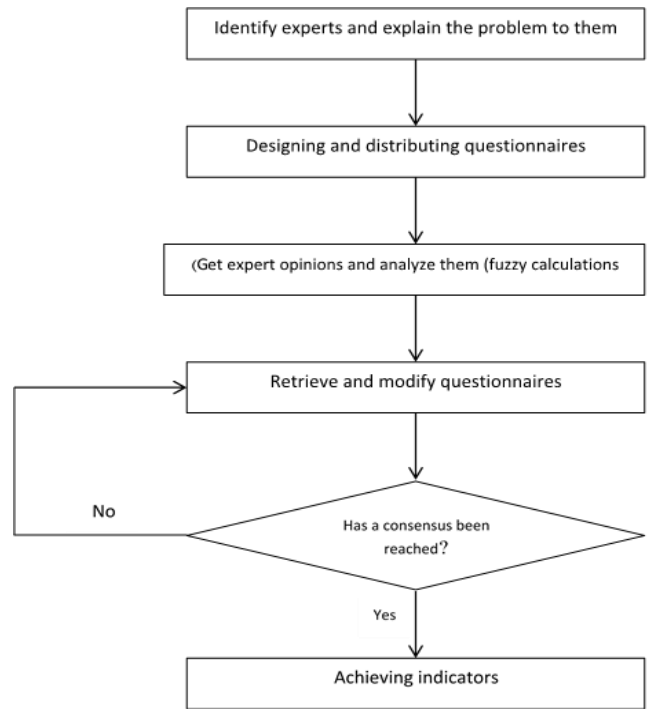 Identify experts and explain the problem to them
Designing and distributing questionnaires
(Get expert opinions and analyze them (fuzzy calculations
Retrieve and modify questionnaires
No
Has a consensus been
reached?
Yes
Achieving indicators